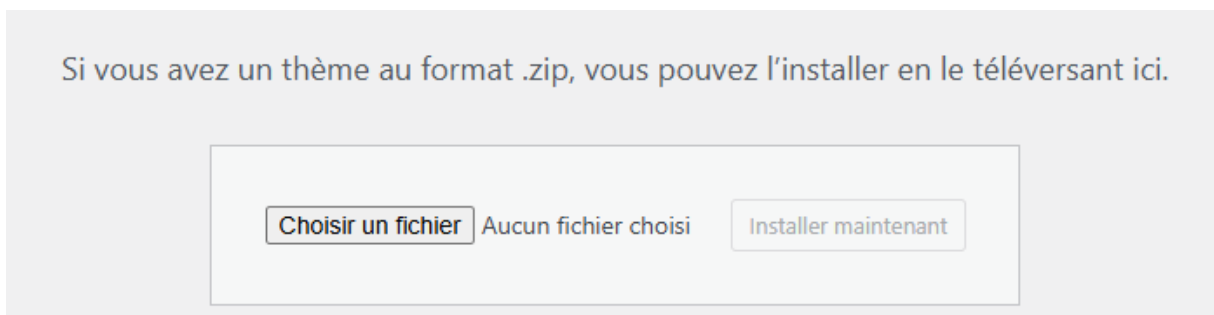 Si vous avez un thème au format .zip, vous pouvez l’installer en le téléversant ici.
Choisir un fichier Aucun fichier choisi Installer maintenant